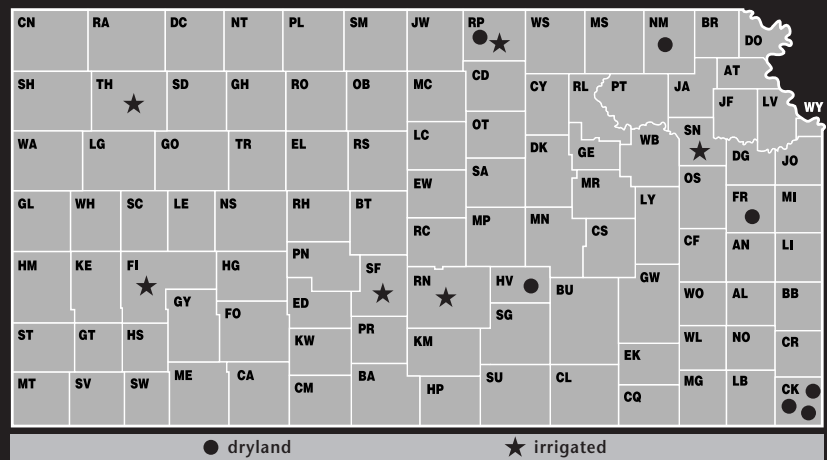 CN RA DC NT PL SM JW RP WS MS NM BR DO
SH TH SD GH RO OB MC CD CY RL PT JA AT JF LV WY
WA LG GO TR EL RS LC OT SA DK GE WB SN DG JO
GL WH SC LE NS RH BT EW RC MP MN MR CS LY OS FR MI
HM KE FI HG PN SF RN HV BU GW CF AN LI
GY FO ED SG WO AL BB
ST GT HS KW PR KM EK WL NO CR
MT SV SW ME CA CM BA HP SU CL CQ MG LB CK
dryland irrigated